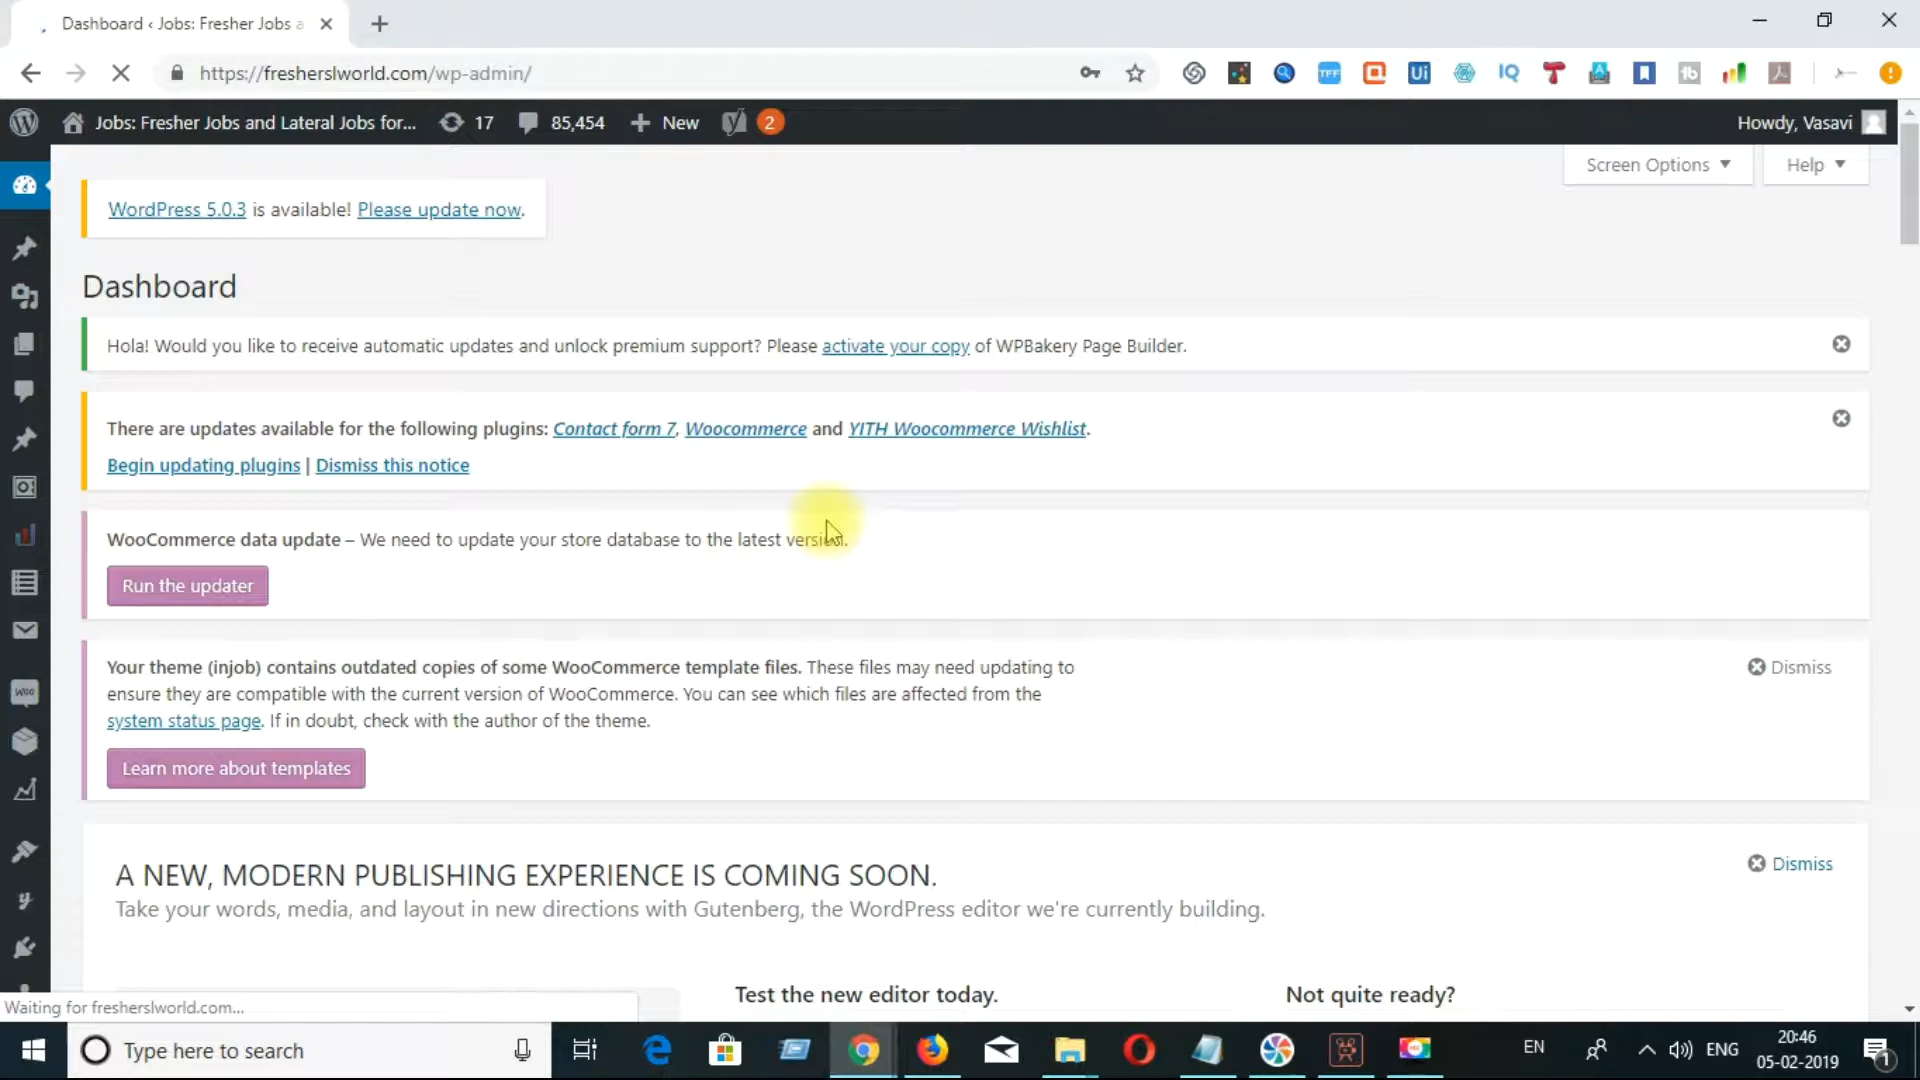 Dashboard ‹ Jobs: Fresher Jobs a
https://fresherslworld.com/wp-admin/
TFF
Ui
IQ
tb
Jobs: Fresher Jobs and Lateral Jobs for...
17
85,454
New
2
Howdy, Vasavi
Screen Options
Help
WordPress 5.0.3 is available! Please update now.
Dashboard
Hola! Would you like to receive automatic updates and unlock premium support? Please activate your copy of WPBakery Page Builder.
There are updates available for the following plugins: Contact form 7, Woocommerce and YITH Woocommerce Wishlist.
Begin updating plugins | Dismiss this notice
WooCommerce data update – We need to update your store database to the latest version.
Run the updater
Your theme (injob) contains outdated copies of some WooCommerce template files. These files may need updating to
ensure they are compatible with the current version of WooCommerce. You can see which files are affected from the
system status page. If in doubt, check with the author of the theme.
Dismiss
Learn more about templates
woo
A NEW, MODERN PUBLISHING EXPERIENCE IS COMING SOON.
Dismiss
Take your words, media, and layout in new directions with Gutenberg, the WordPress editor we're currently building.
Test the new editor today.
Not quite ready?
Waiting for fresherslworld.com...
Type here to search
EN
ENG
20:46
05-02-2019
1